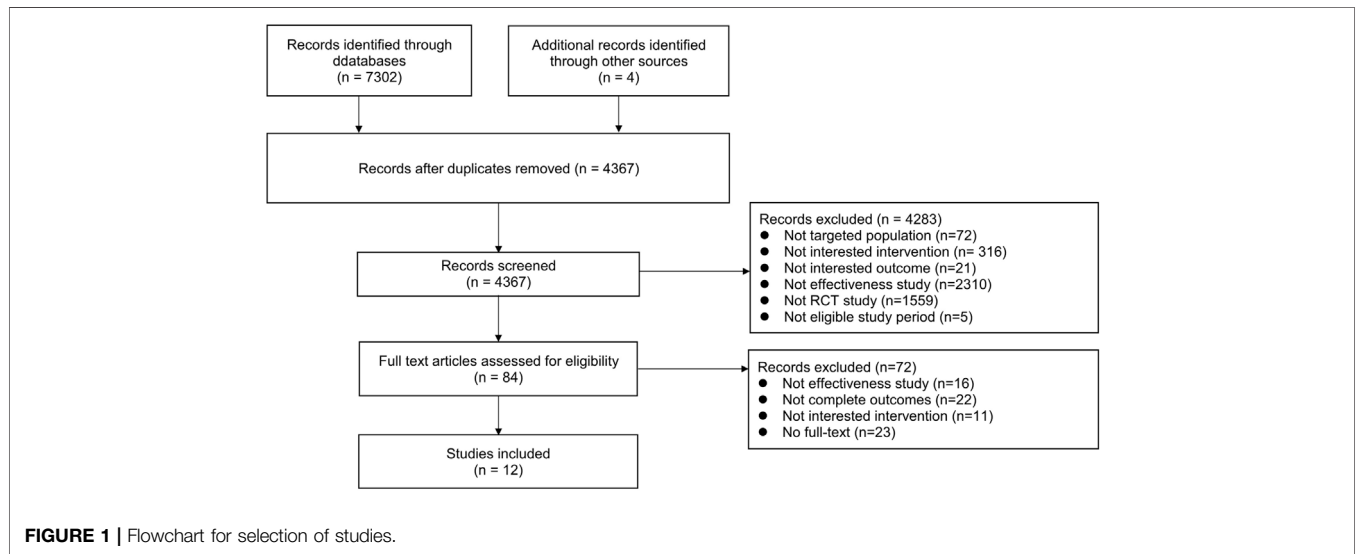 Records identified through
ddatabases
(n = 7302)
Additional records identified
through other sources
(n = 4)
Records after duplicates removed (n = 4367)
Records screened
(n = 4367)
Records excluded (n = 4283)
● Not targeted population (n=72)
● Not interested intervention (n= 316)
● Not interested outcome (n=21)
● Not effectiveness study (n=2310)
● Not RCT study (n=1559)
● Not eligible study period (n=5)
Full text articles assessed for eligibility
(n = 84)
Records excluded (n=72)
● Not effectiveness study (n=16)
● Not complete outcomes (n=22)
● Not interested intervention (n=11)
● No full-text (n=23)
Studies included
(n = 12)
FIGURE 1 | Flowchart for selection of studies.